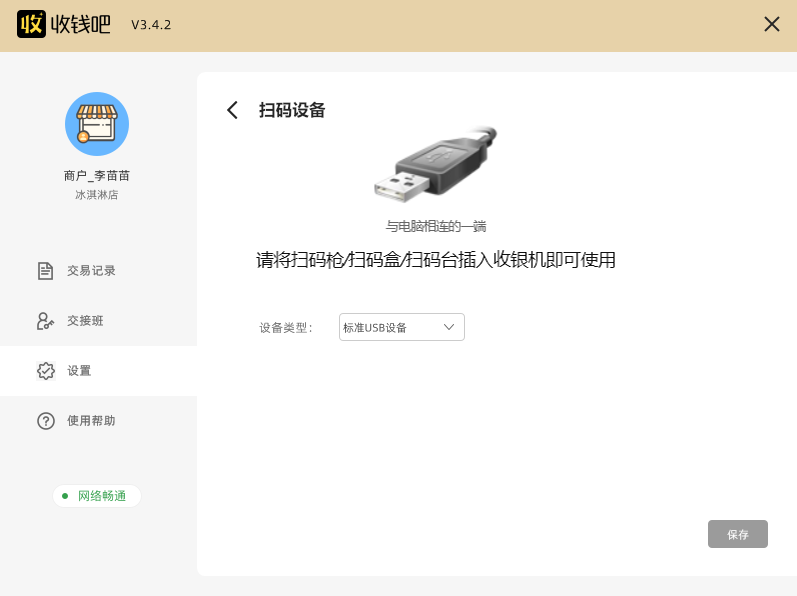 收 收钱吧 V3.4.2
商户_李苗苗
冰淇淋店
交易记录
交接班
设置
使用帮助
网络畅通
扫码设备
与电脑相连的一端
请将扫码枪/扫码盒/扫码台插入收银机即可使用
设备类型： 标准USB设备
保存